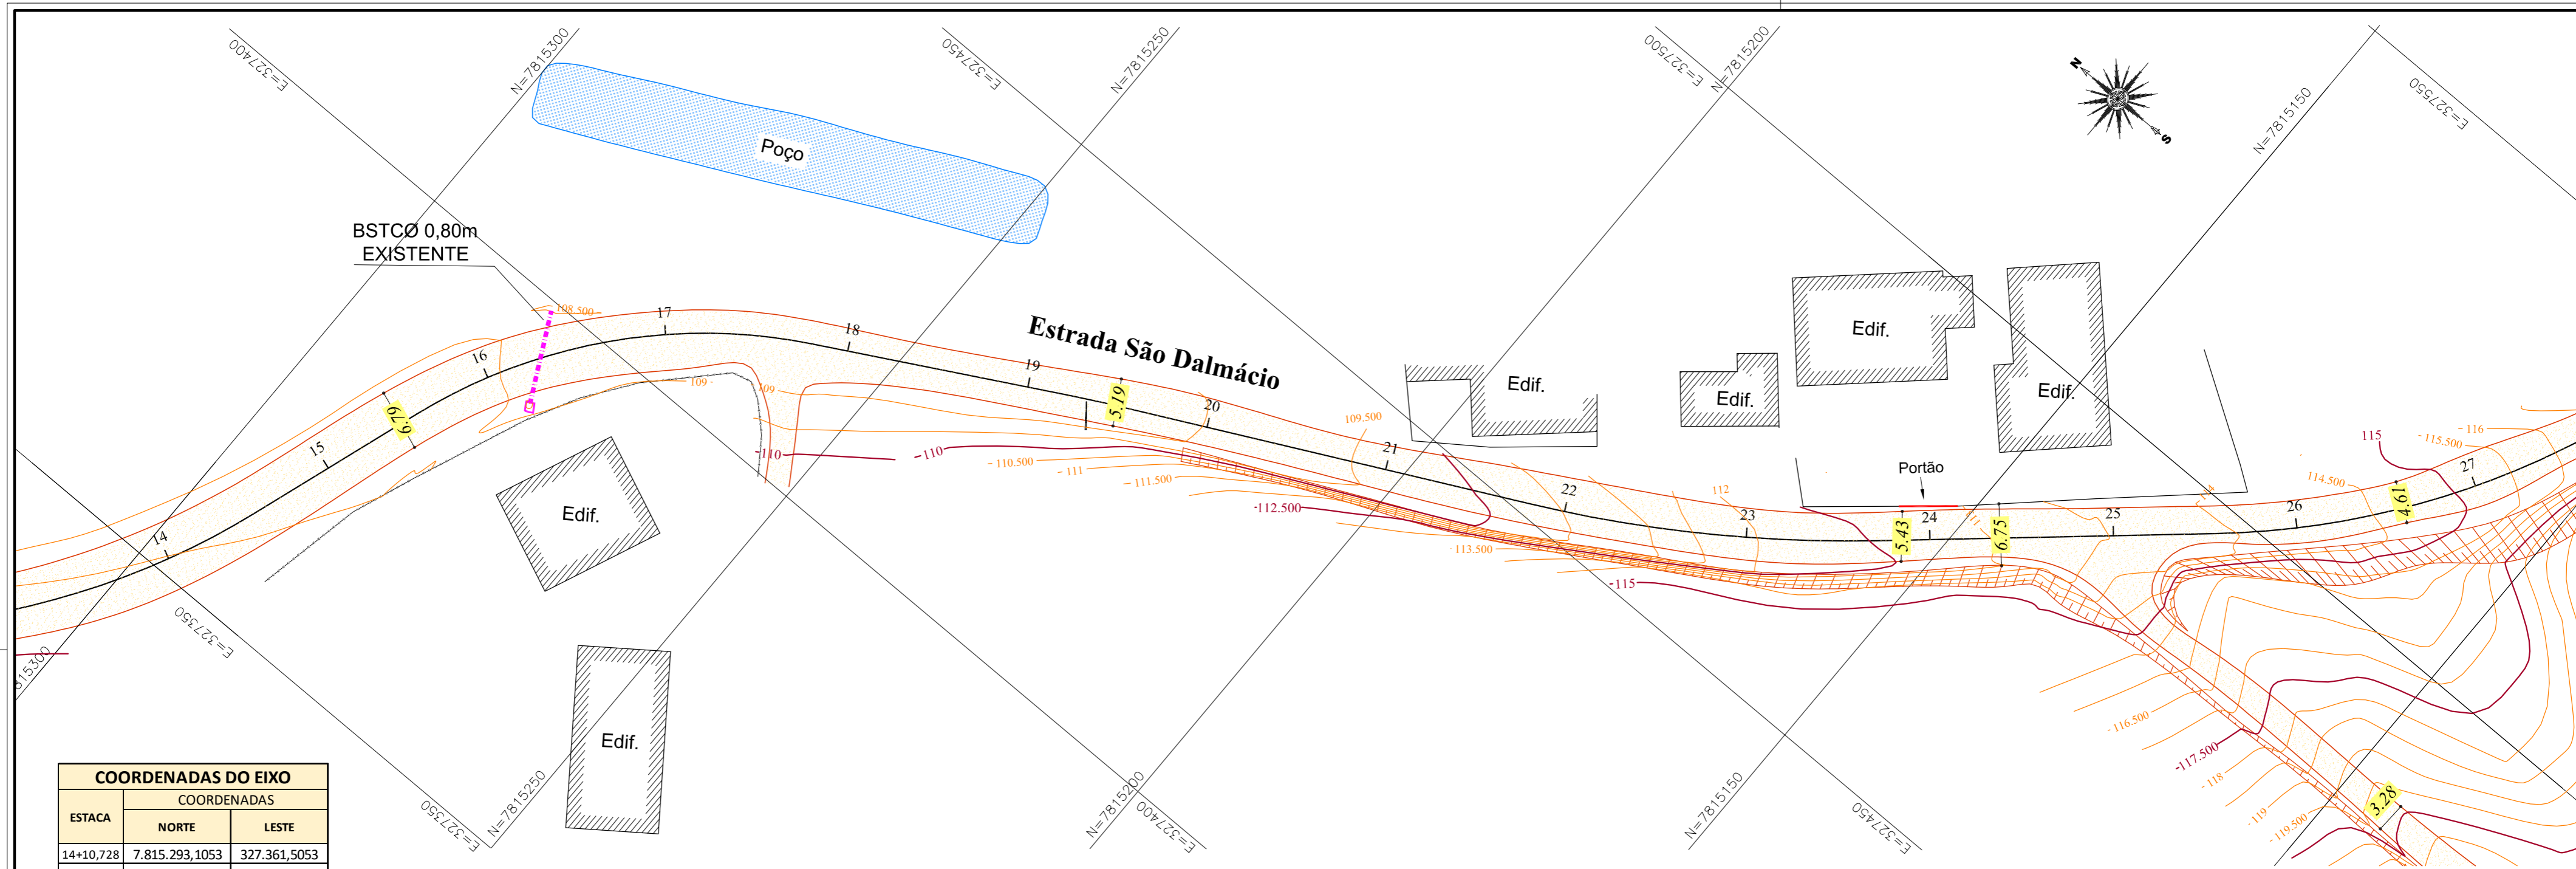 E=327400
N=7815300
E=327450
N=7815250
E=327500
N=7815200
N
S
N=7815150
E=327550
Poço
BSTCØ 0,80m
EXISTENTE
108.500
17
18
16
19
Estrada São Dalmácio
5.19
20
109
109
6.79
15
14
110
110
110.500
111
111.500
112.500
109.500
21
22
113.500
112
23
Edif.
Edif.
Edif.
Edif.
Portão
5.43
24
6.75
25
26
114
114.500
115
4.61
27
115.500
116
115
Edif.
Edif.
E=327350
815300
E=327350
N=7815250
N=7815200
E=327400
N=7815150
E=327450
116.500
117.500
118
119
119.500
3.28
COORDENADAS DO EIXO
ESTACA
COORDENADAS
NORTE LESTE
14+10,728 7.815.293,1053 327.361,5053